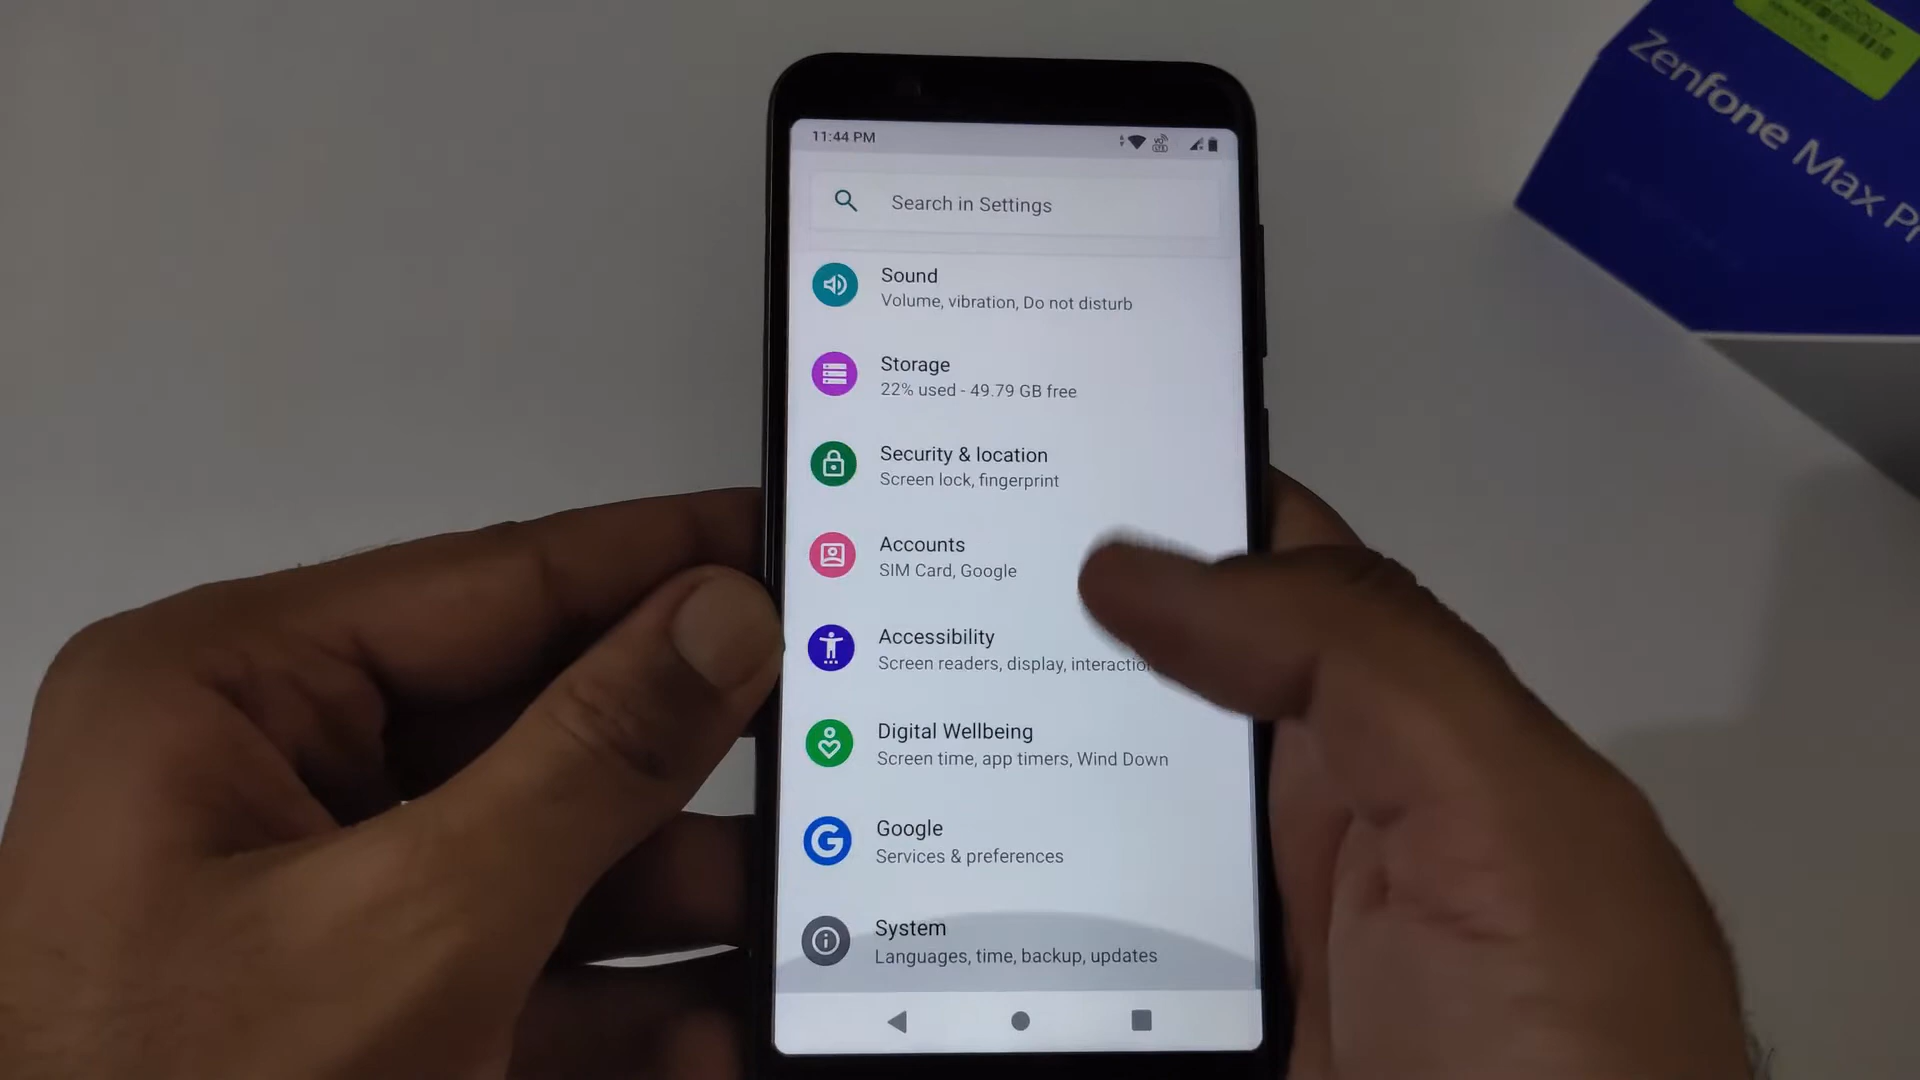 Zenfone Max Pr
11:44 PM
Search in Settings
Sound
Volume, vibration, Do not disturb
Storage
22% used - 49.79 GB free
Security & location
Screen lock, fingerprint
Accounts
SIM Card, Google
Accessibility
Screen readers, display, interactio
Digital Wellbeing
Screen time, app timers, Wind Down
Google
Services & preferences
System
Languages, time, backup, updates